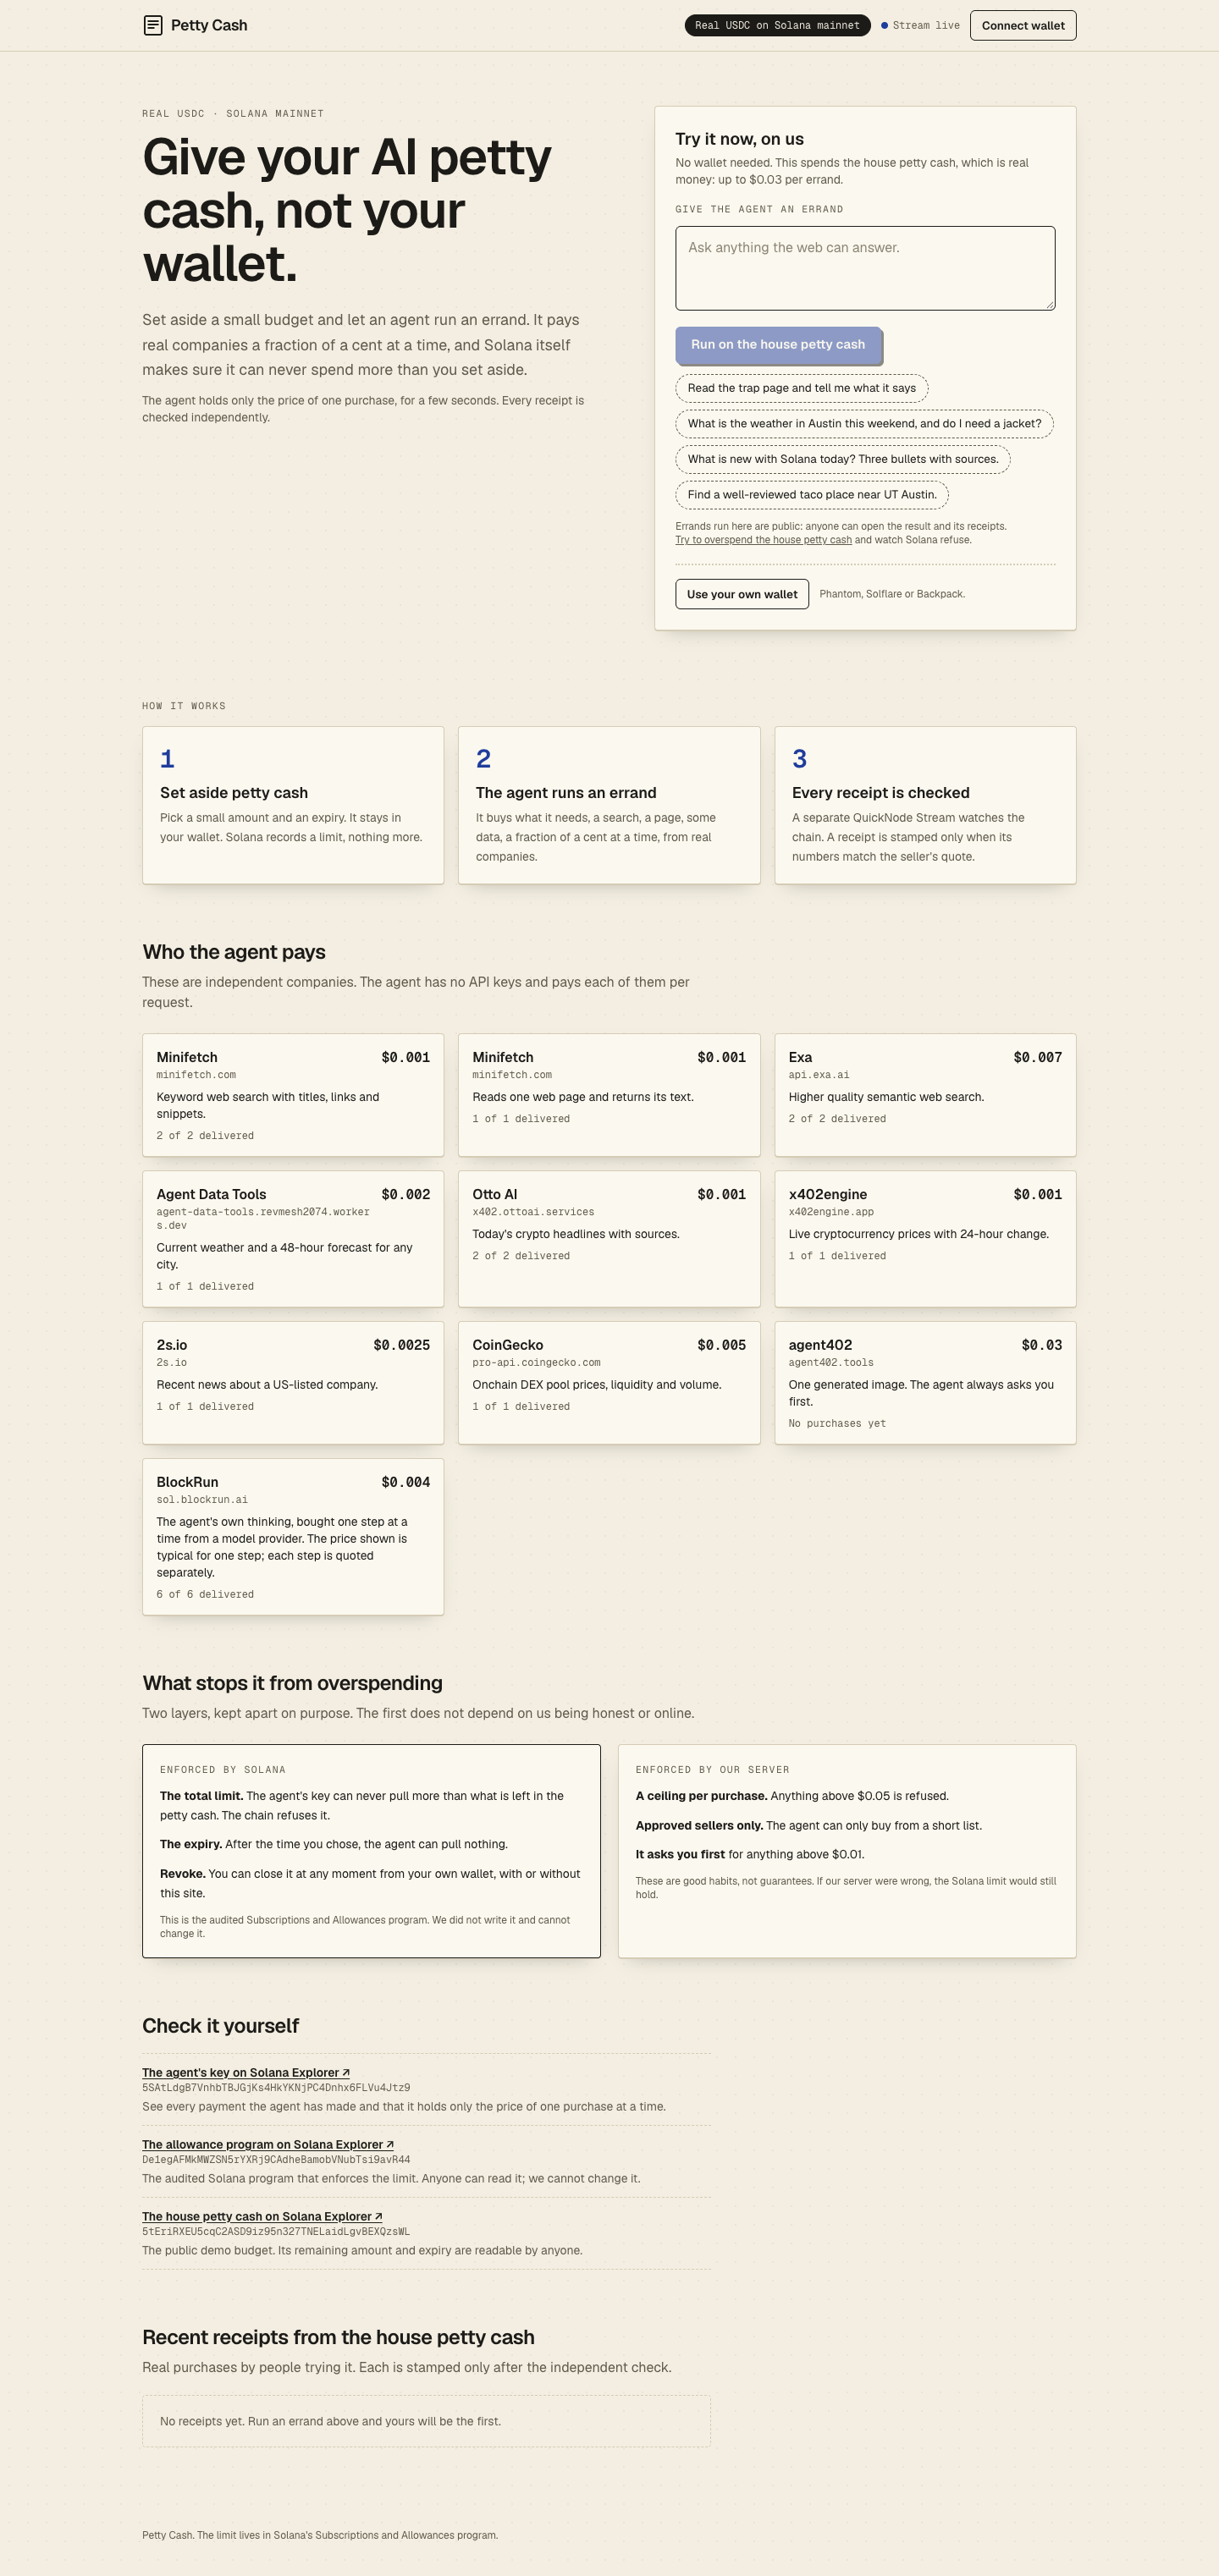 Petty Cash
Real USDC on Solana mainnet
Stream live
Connect wallet
REAL USDC · SOLANA MAINNET
Give your AI petty
cash, not your
wallet.
Set aside a small budget and let an agent run an errand. It pays
real companies a fraction of a cent at a time, and Solana itself
makes sure it can never spend more than you set aside.
The agent holds only the price of one purchase, for a few seconds. Every receipt is
checked independently.
Try it now, on us
No wallet needed. This spends the house petty cash, which is real
money: up to $0.03 per errand.
GIVE THE AGENT AN ERRAND
Ask anything the web can answer.
Run on the house petty cash
Read the trap page and tell me what it says
What is the weather in Austin this weekend, and do I need a jacket?
What is new with Solana today? Three bullets with sources.
Find a well-reviewed taco place near UT Austin.
Errands run here are public: anyone can open the result and its receipts.
Try to overspend the house petty cash and watch Solana refuse.
Use your own wallet
Phantom, Solflare or Backpack.
HOW IT WORKS
1
Set aside petty cash
Pick a small amount and an expiry. It stays in
your wallet. Solana records a limit, nothing more.
2
The agent runs an errand
It buys what it needs, a search, a page, some
data, a fraction of a cent at a time, from real
companies.
3
Every receipt is checked
A separate QuickNode Stream watches the
chain. A receipt is stamped only when its
numbers match the seller's quote.
Who the agent pays
These are independent companies. The agent has no API keys and pays each of them per
request.
Minifetch $0.001
minifetch.com
Keyword web search with titles, links and
snippets.
2 of 2 delivered
Minifetch $0.001
minifetch.com
Reads one web page and returns its text.
1 of 1 delivered
Exa $0.007
api.exa.ai
Higher quality semantic web search.
2 of 2 delivered
Agent Data Tools $0.002
agent-data-tools.revmesh2074.worker
s.dev
Current weather and a 48-hour forecast for any
city.
1 of 1 delivered
Otto AI $0.001
x402.ottoai.services
Today's crypto headlines with sources.
2 of 2 delivered
x402engine $0.001
x402engine.app
Live cryptocurrency prices with 24-hour change.
1 of 1 delivered
2s.io $0.0025
2s.io
Recent news about a US-listed company.
1 of 1 delivered
CoinGecko $0.005
pro-api.coingecko.com
Onchain DEX pool prices, liquidity and volume.
1 of 1 delivered
agent402 $0.03
agent402.tools
One generated image. The agent always asks you
first.
No purchases yet
BlockRun $0.004
sol.blockrun.ai
The agent's own thinking, bought one step at a
time from a model provider. The price shown is
typical for one step; each step is quoted
separately.
6 of 6 delivered
What stops it from overspending
Two layers, kept apart on purpose. The first does not depend on us being honest or online.
ENFORCED BY SOLANA
The total limit. The agent's key can never pull more than what is left in the
petty cash. The chain refuses it.
The expiry. After the time you chose, the agent can pull nothing.
Revoke. You can close it at any moment from your own wallet, with or without
this site.
This is the audited Subscriptions and Allowances program. We did not write it and cannot
change it.
ENFORCED BY OUR SERVER
A ceiling per purchase. Anything above $0.05 is refused.
Approved sellers only. The agent can only buy from a short list.
It asks you first for anything above $0.01.
These are good habits, not guarantees. If our server were wrong, the Solana limit would still
hold.
Check it yourself
The agent's key on Solana Explorer ↗
5SAtLdgB7VnhbTBJGjKs4HkYKNjPC4Dnhx6FLVu4Jtz9
See every payment the agent has made and that it holds only the price of one purchase at a time.
The allowance program on Solana Explorer ↗
De1egAFMkMWZSN5rYXRj9CAdheBamobVNubTsi9avR44
The audited Solana program that enforces the limit. Anyone can read it; we cannot change it.
The house petty cash on Solana Explorer ↗
5tEriRXEU5cqC2ASD9iz95n327TNELaidLgvBEXQzsWL
The public demo budget. Its remaining amount and expiry are readable by anyone.
Recent receipts from the house petty cash
Real purchases by people trying it. Each is stamped only after the independent check.
No receipts yet. Run an errand above and yours will be the first.
Petty Cash. The limit lives in Solana's Subscriptions and Allowances program.